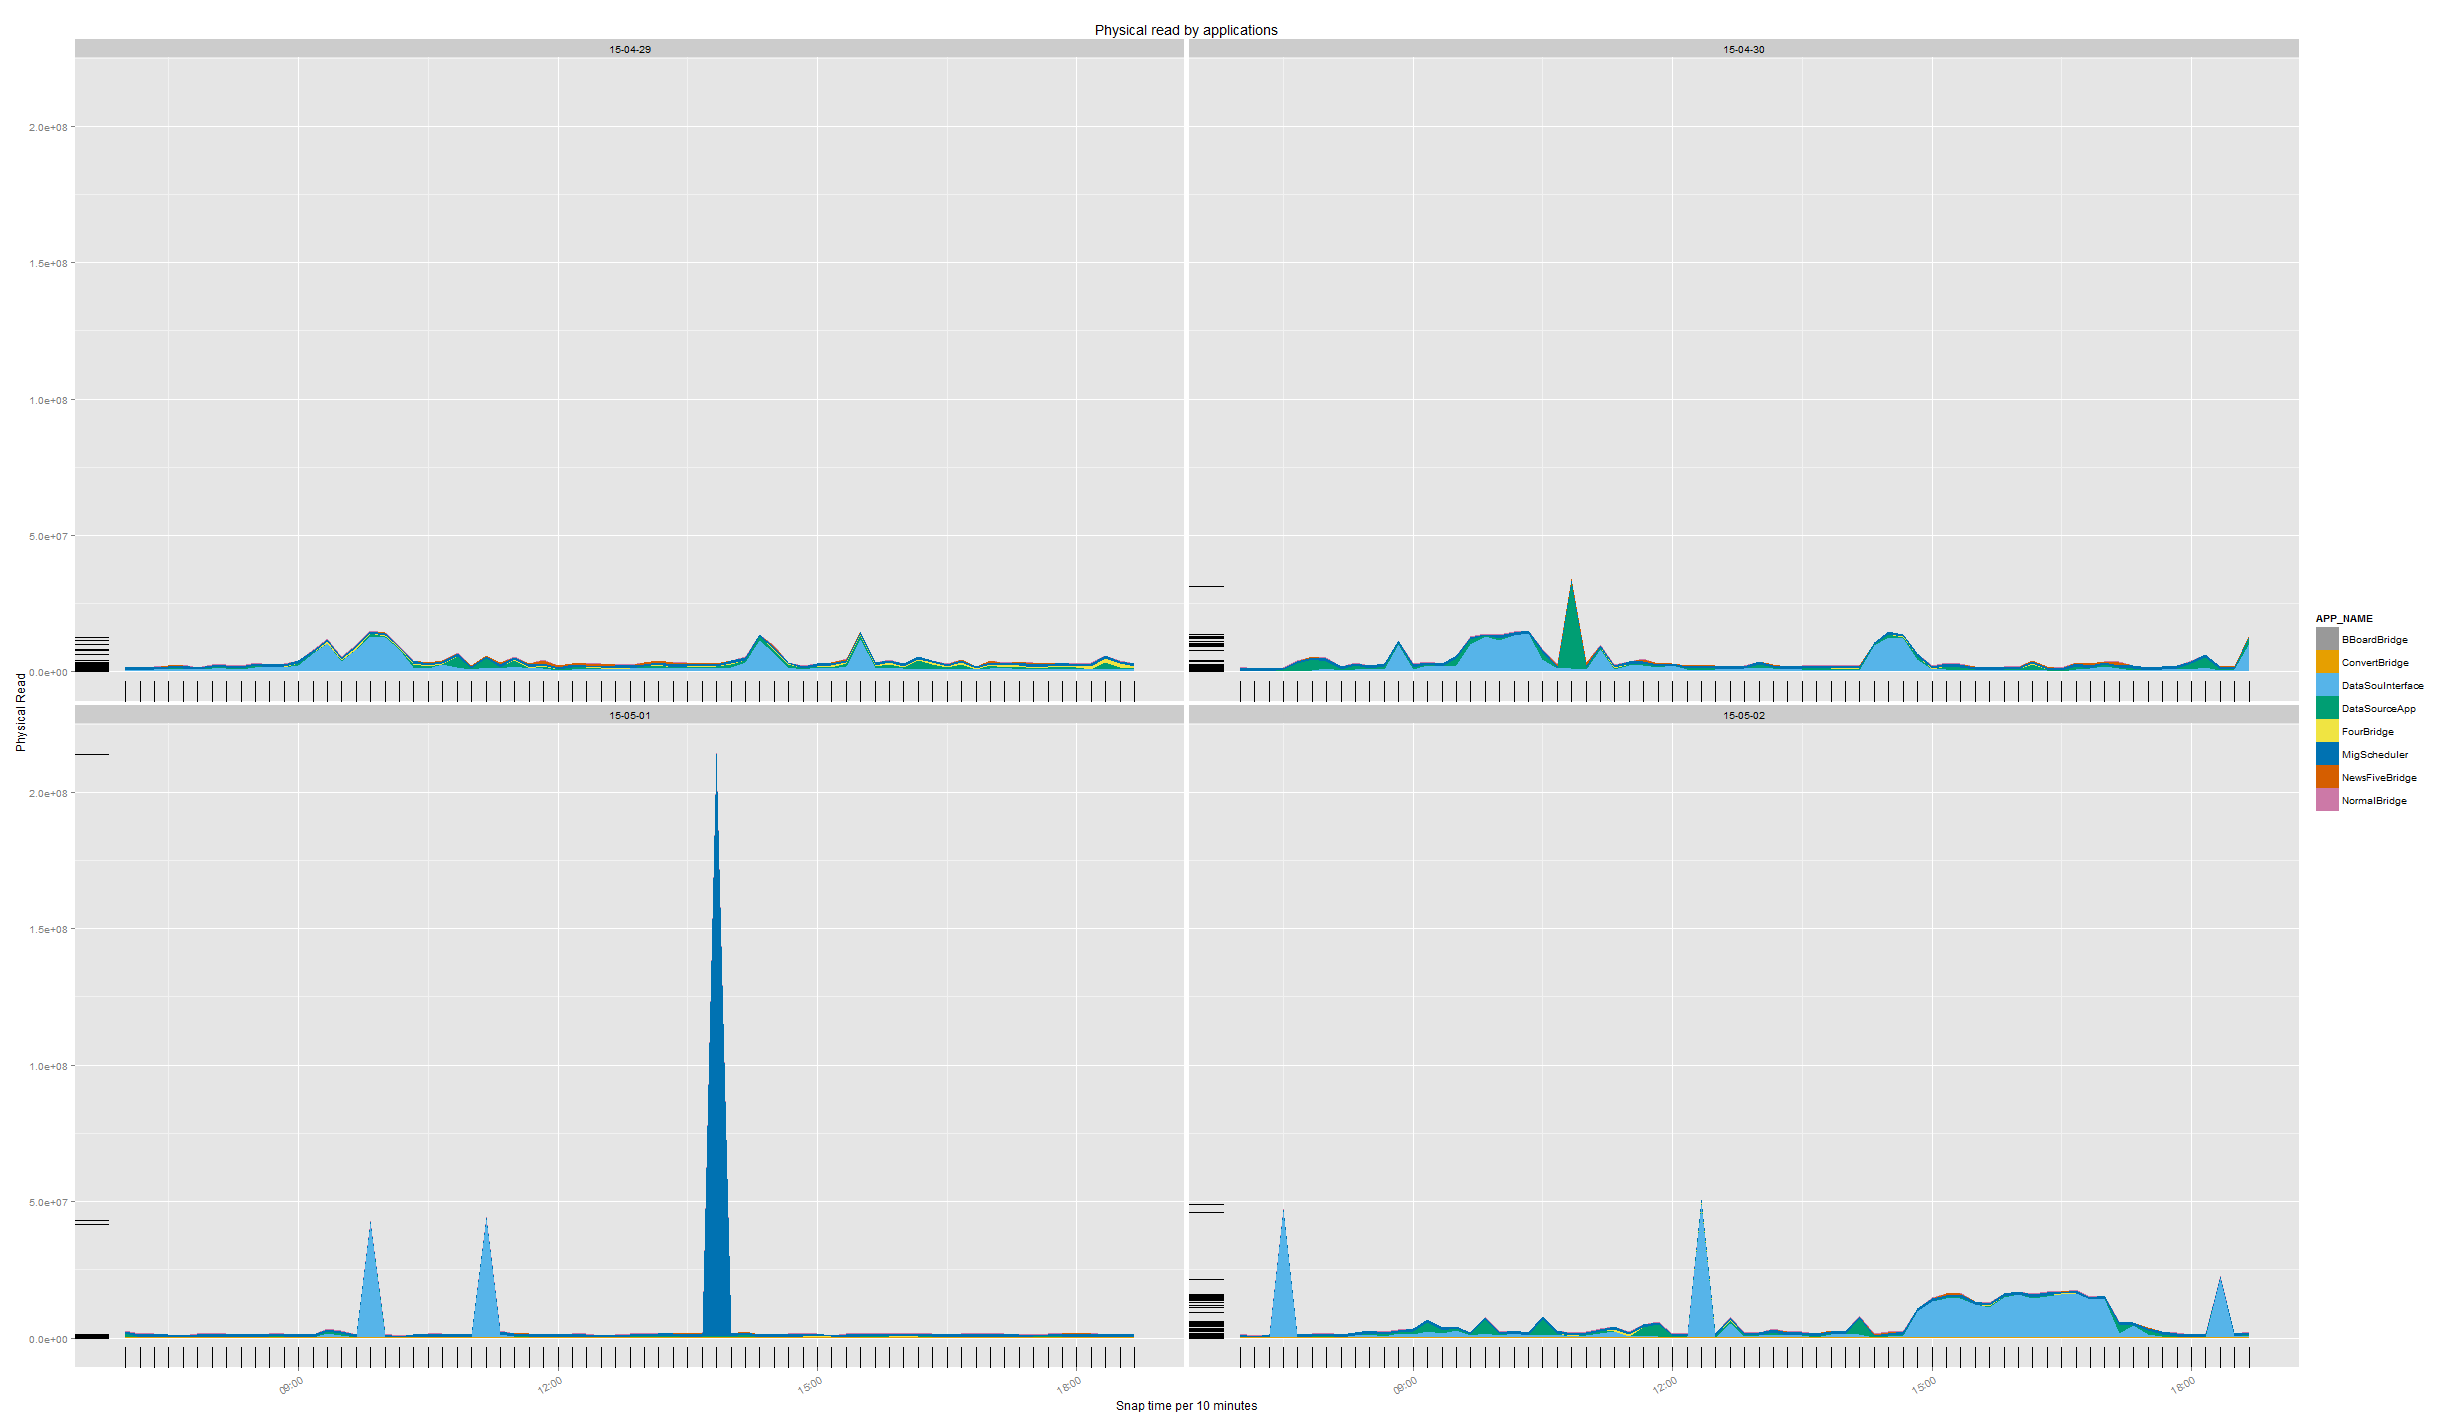 Physical read by applications
15-04-29
15-04-30
2.0e+08
1.5e+08
1.0e+08
5.0e+07
0.0e+00
15-05-01
15-05-02
2.0e+08
1.5e+08
1.0e+08
5.0e+07
0.0e+00
09:00
12:00
15:00
18:00
09:00
12:00
15:00
18:00
Snap time per 10 minutes
Physical Read
APP_NAME
BBoardBridge
ConvertBridge
DataSouInterface
DataSourceApp
FourBridge
MigScheduler
NewsFiveBridge
NormalBridge